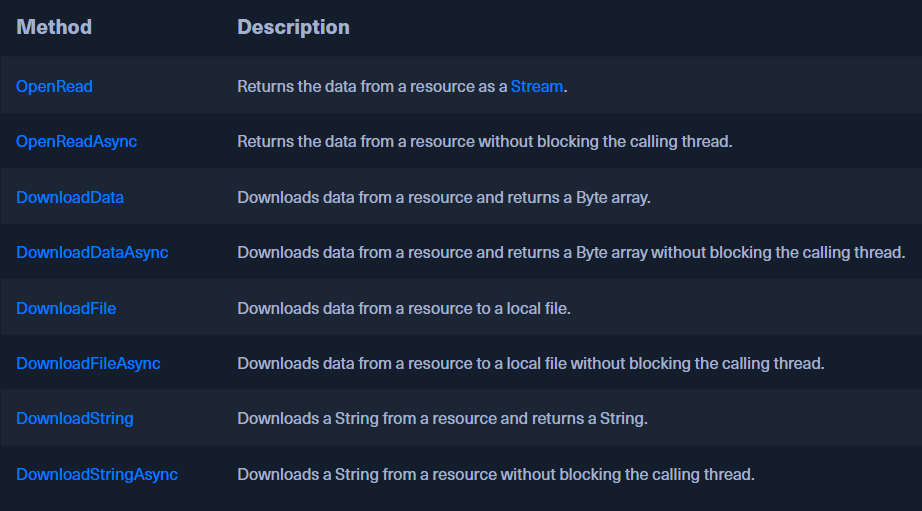 Method Description
OpenRead Returns the data from a resource as a Stream.
OpenReadAsync Returns the data from a resource without blocking the calling thread.
DownloadData Downloads data from a resource and returns a Byte array.
DownloadDataAsync Downloads data from a resource and returns a Byte array without blocking the calling thread.
DownloadFile Downloads data from a resource to a local file.
DownloadFileAsync Downloads data from a resource to a local file without blocking the calling thread.
DownloadString Downloads a String from a resource and returns a String.
DownloadStringAsync Downloads a String from a resource without blocking the calling thread.